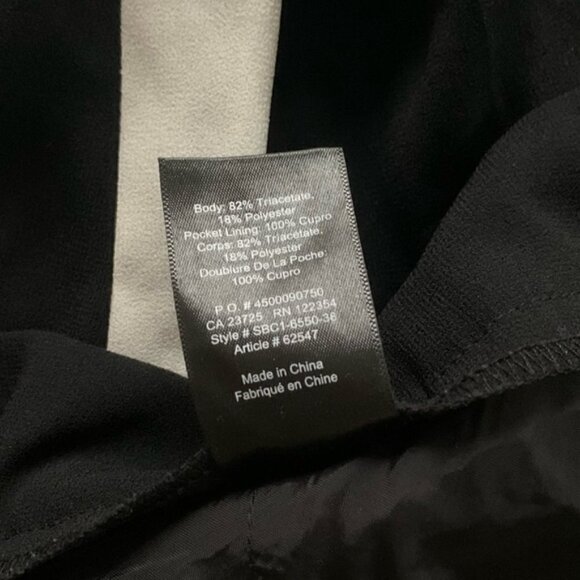 Body: 82% Triacetate.
18% Polyester
Pocket Lining: 100% Cupro
Corps: 82% Triacétate.
18% Polyester
Doublure De La Poche:
100% Cupro
P.O. # 4500090750
CA 23725 RN 122354
Style # SBC1-6550-36
Article # 62547
Made in China
Fabriqué en Chine